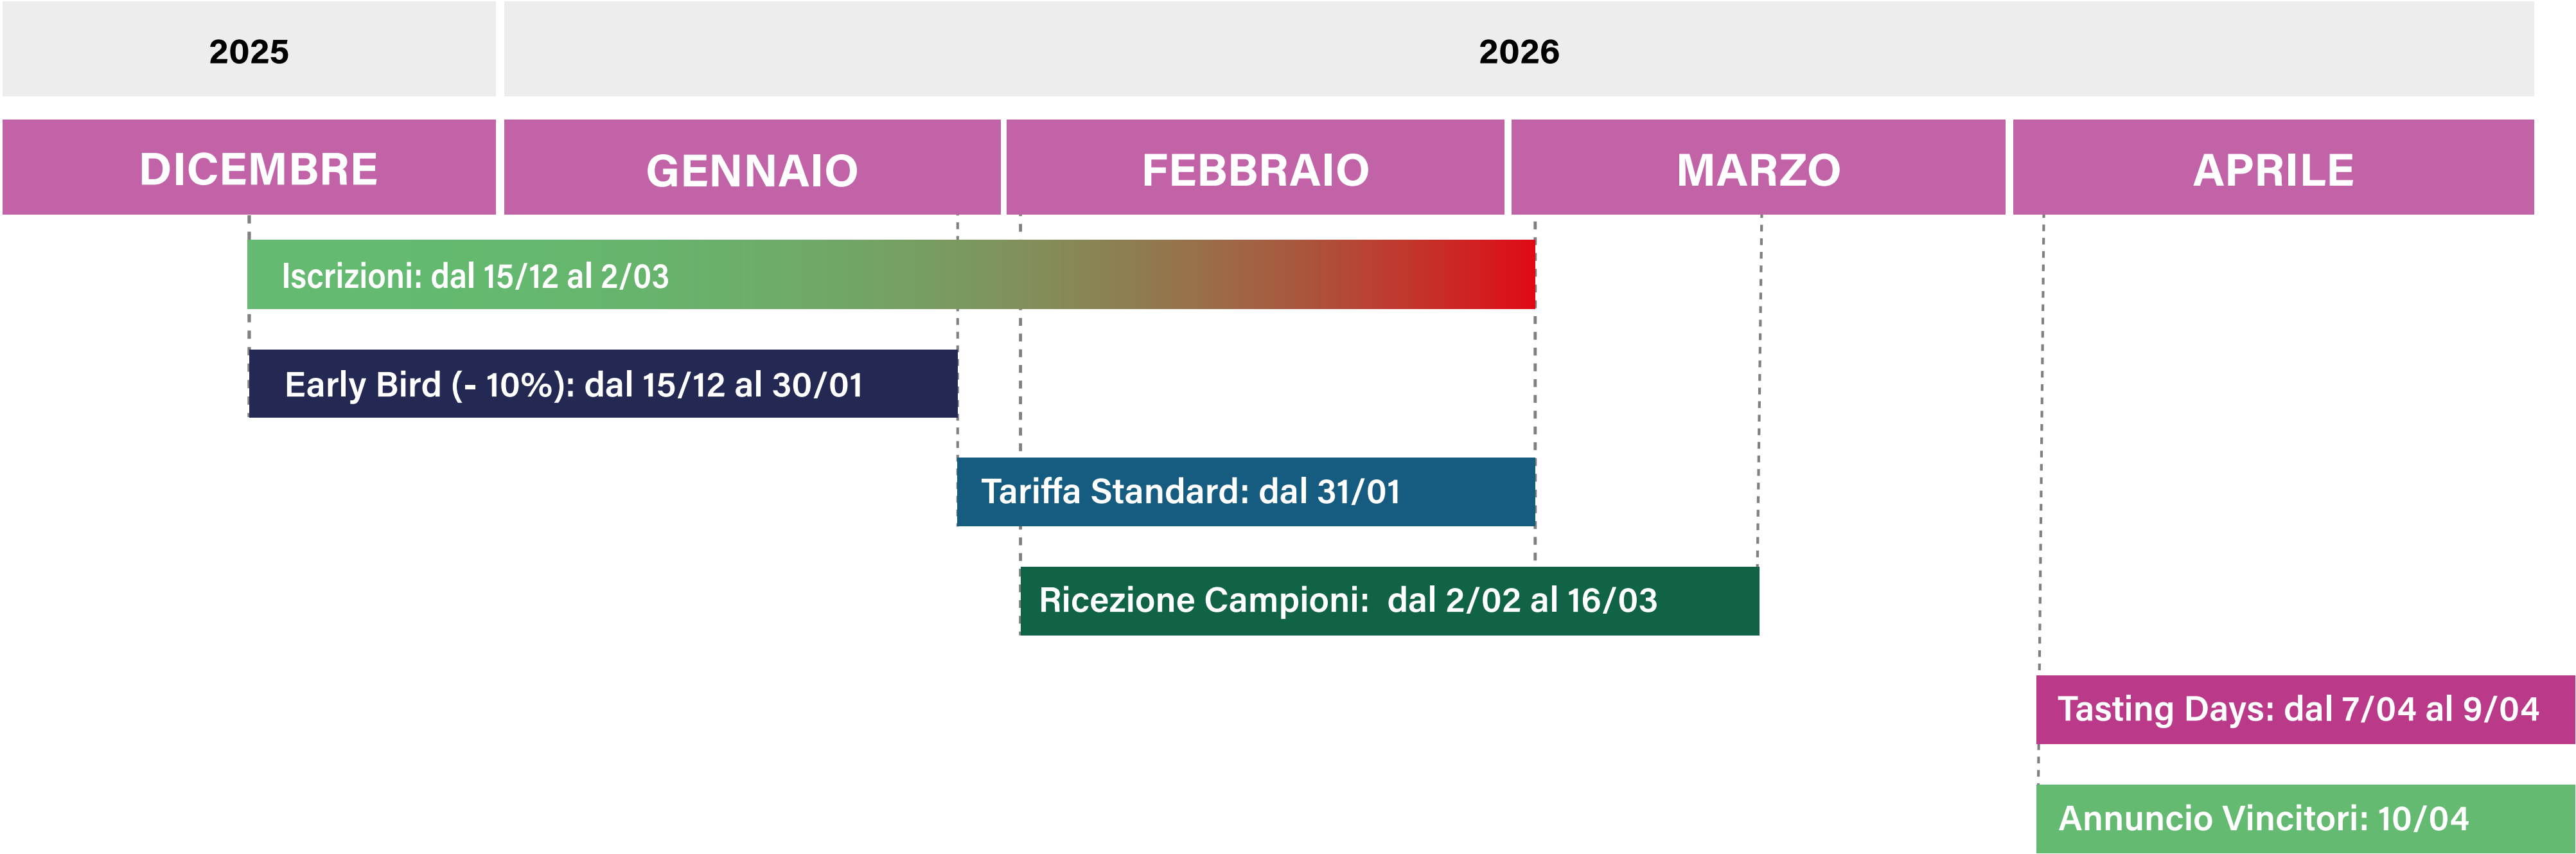 2025
2026
DICEMBRE
GENNAIO
FEBBRAIO
MARZO
APRILE
Iscrizioni: dal 15/12 al 2/03
Early Bird (- 10%): dal 15/12 al 30/01
Tariffa Standard: dal 31/01
Ricezione Campioni:  dal 2/02 al 16/03
Tasting Days: dal 7/04 al 9/04
Annuncio Vincitori: 10/04